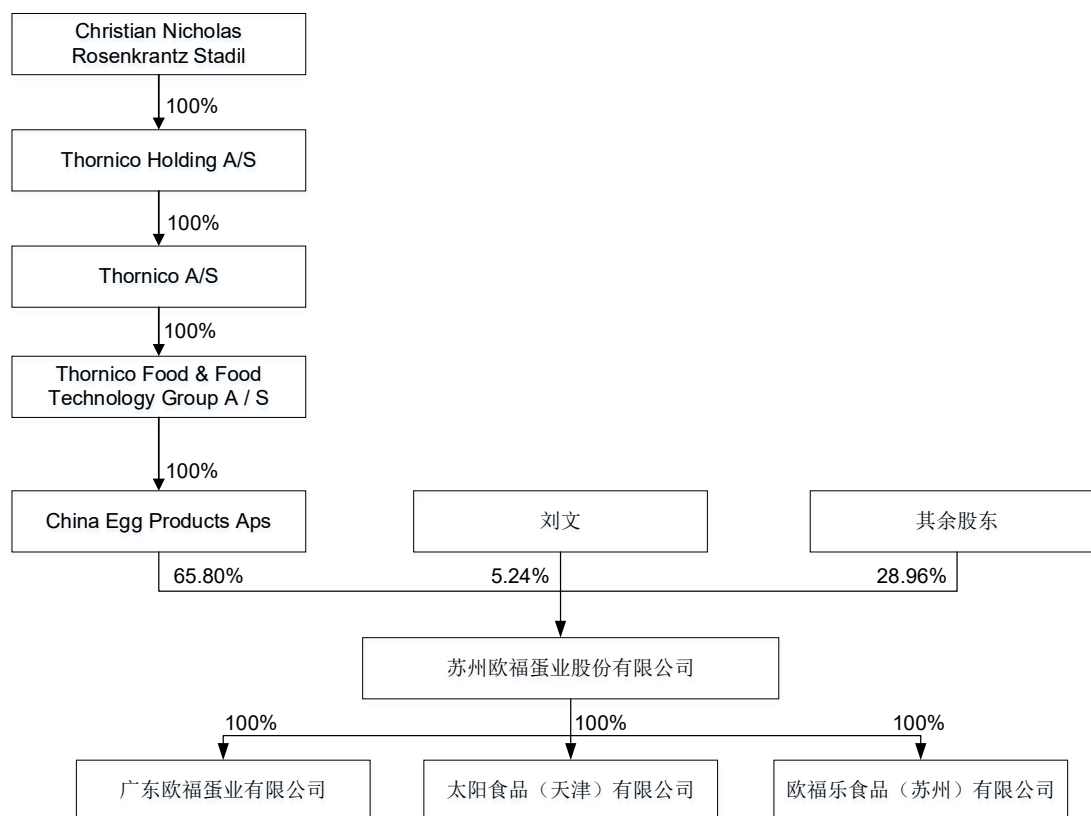 Christian Nicholas
Rosenkrantz Stadil
100%
Thornico Holding A/S
100%
Thornico A/S
100%
Thornico Food & Food
Technology Group A / S
100%
China Egg Products Aps
刘文
其余股东
65.80%
5.24%
28.96%
苏州欧福蛋业股份有限公司
100%
100%
100%
广东欧福蛋业有限公司
太阳食品（天津）有限公司
欧福乐食品（苏州）有限公司